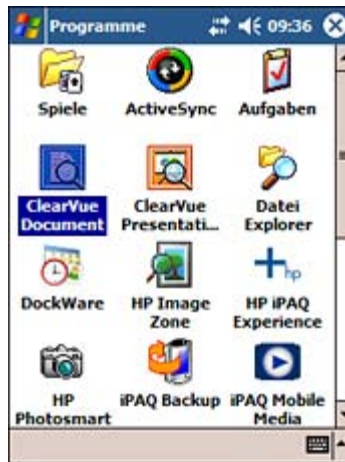 Programme 09:36
Spiele ActiveSync Aufgaben
ClearVue ClearVue Datei
Document Presentati... Explorer
hp
DockWare HP Image HP iPAQ
Zone Experience
HP iPAQ Backup iPAQ Mobile
Photosmart Media